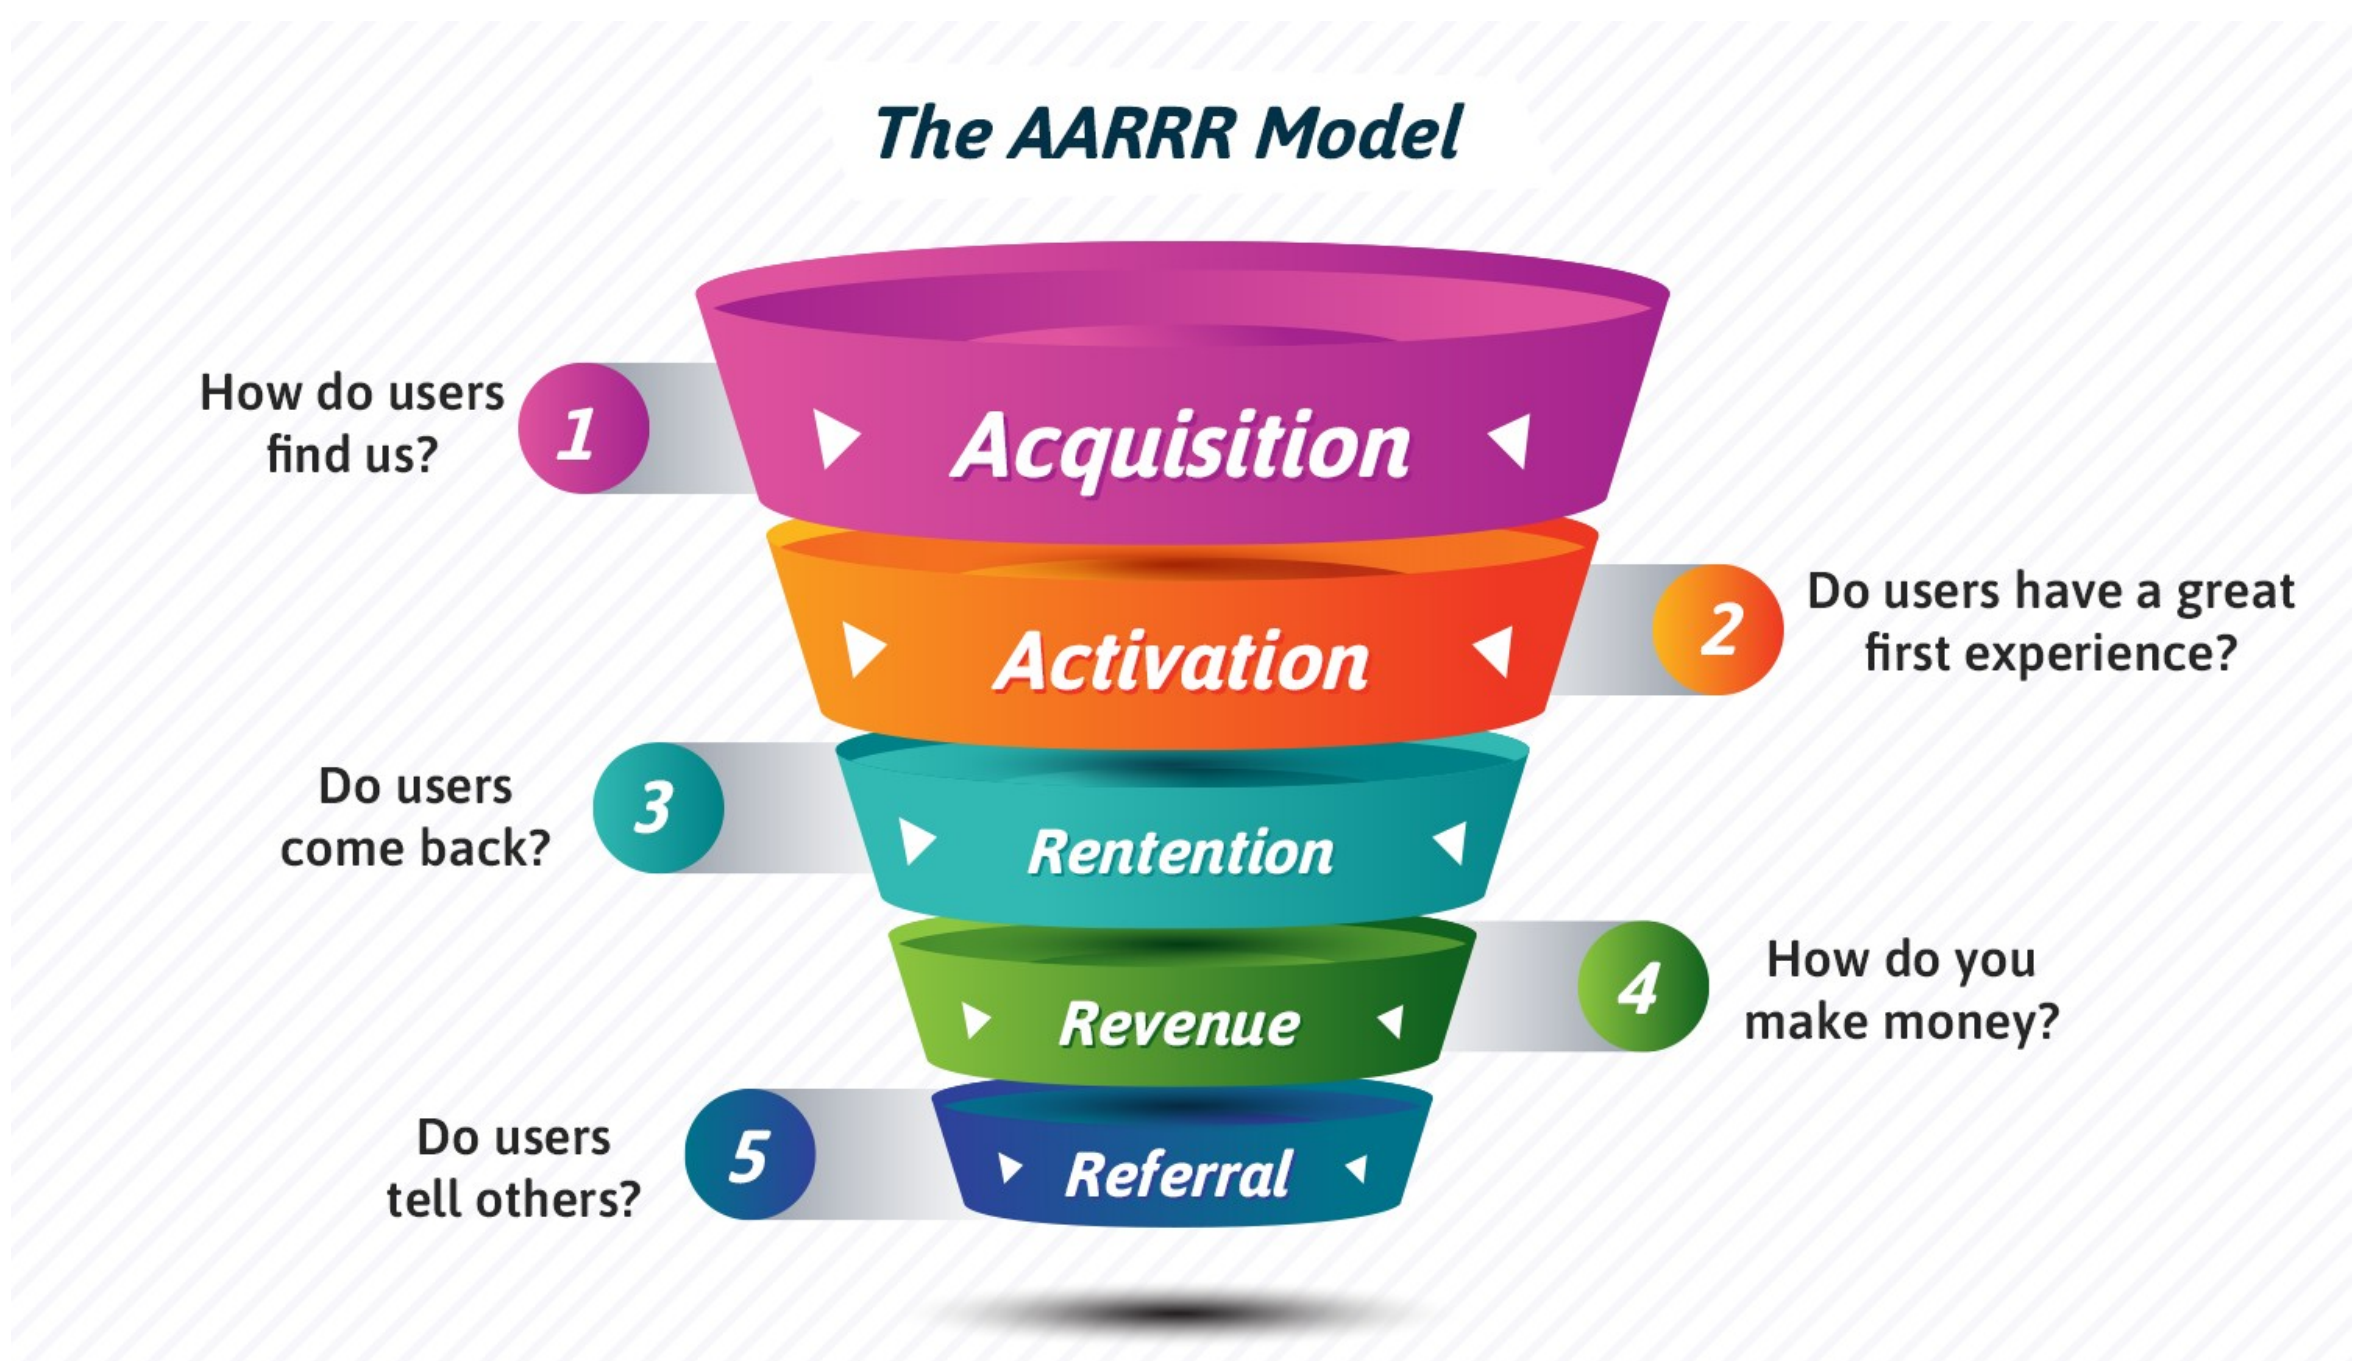 The AARRR Model
How do users
find us?
1
Acquisition
Activation
2
Do users have a great
first experience?
Do users
come back?
3
Rentention
Revenue
4
How do you
make money?
Do users
tell others?
5
Referral